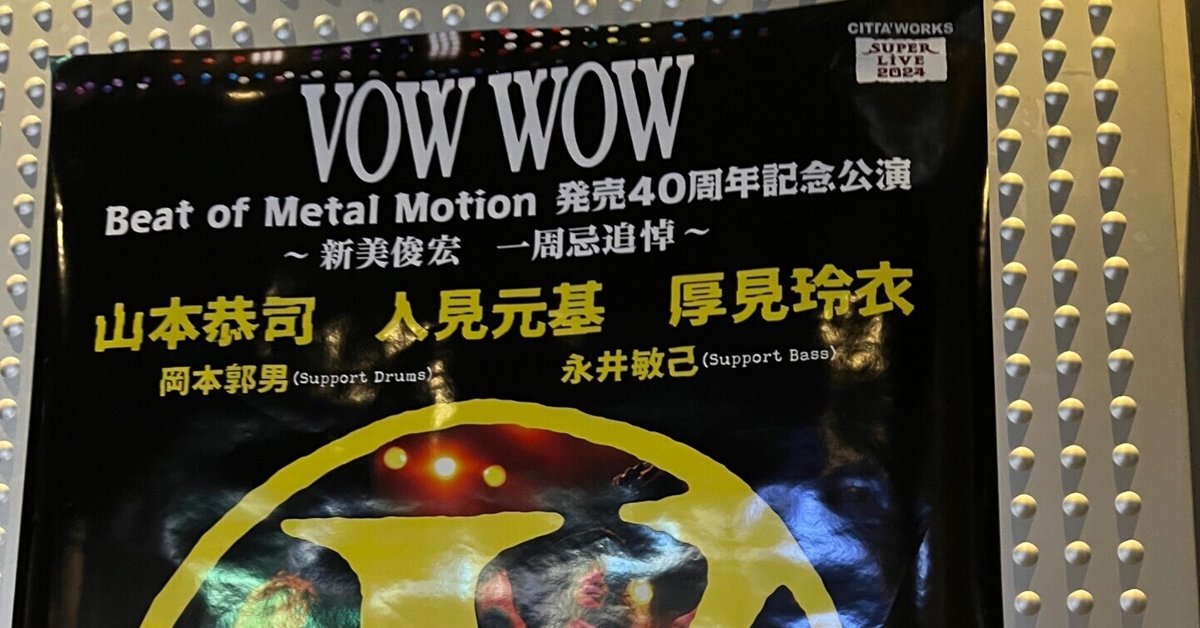 CITTA'WORKS
SUPER
LiVE
2024
VOW WOW
Beat of Metal Motion 発売40周年記念公演
～新美俊宏 一周忌追悼～
山本恭司 人見元基 厚見玲衣
岡本郭男(Support Drums) 永井敏己(Support Bass)